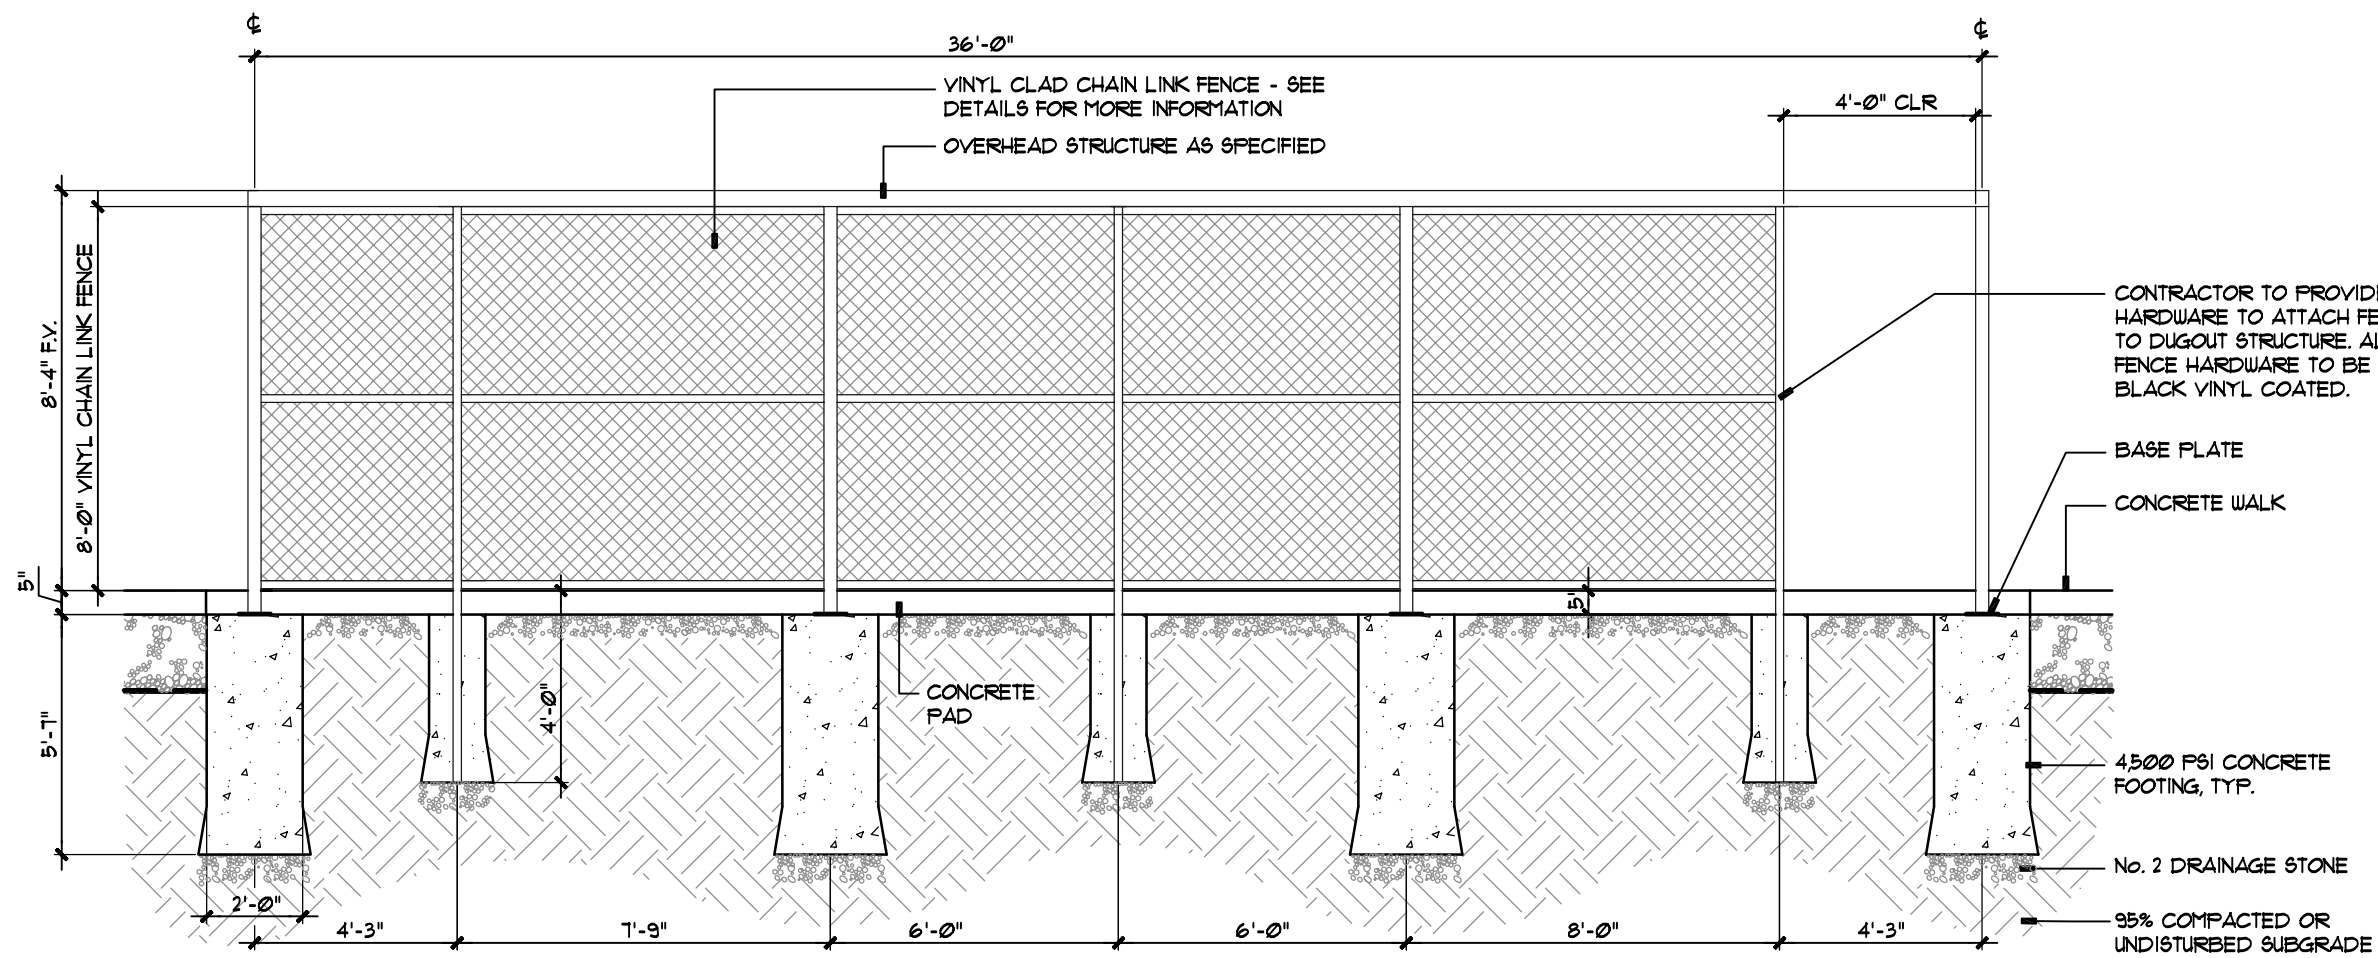 ℄
℄
36'-0"
VINYL CLAD CHAIN LINK FENCE - SEE
DETAILS FOR MORE INFORMATION
4'-0" CLR
OVERHEAD STRUCTURE AS SPECIFIED
8'-4" F.V.
8'-0" VINYL CHAIN LINK FENCE
CONTRACTOR TO PROVIDE
HARDWARE TO ATTACH
TO DUGOUT STRUCTURE.
FENCE HARDWARE TO BE
BLACK VINYL COATED.
BASE PLATE
CONCRETE WALK
5"
5"
5'-7"
4'-0"
CONCRETE
PAD
4,500 PSI CONCRETE
FOOTING, TYP.
No. 2 DRAINAGE STONE
95% COMPACTED OR
UNDISTURBED SUBGRADE
2'-0"
4'-3"
7'-9"
6'-0"
6'-0"
8'-0"
4'-3"